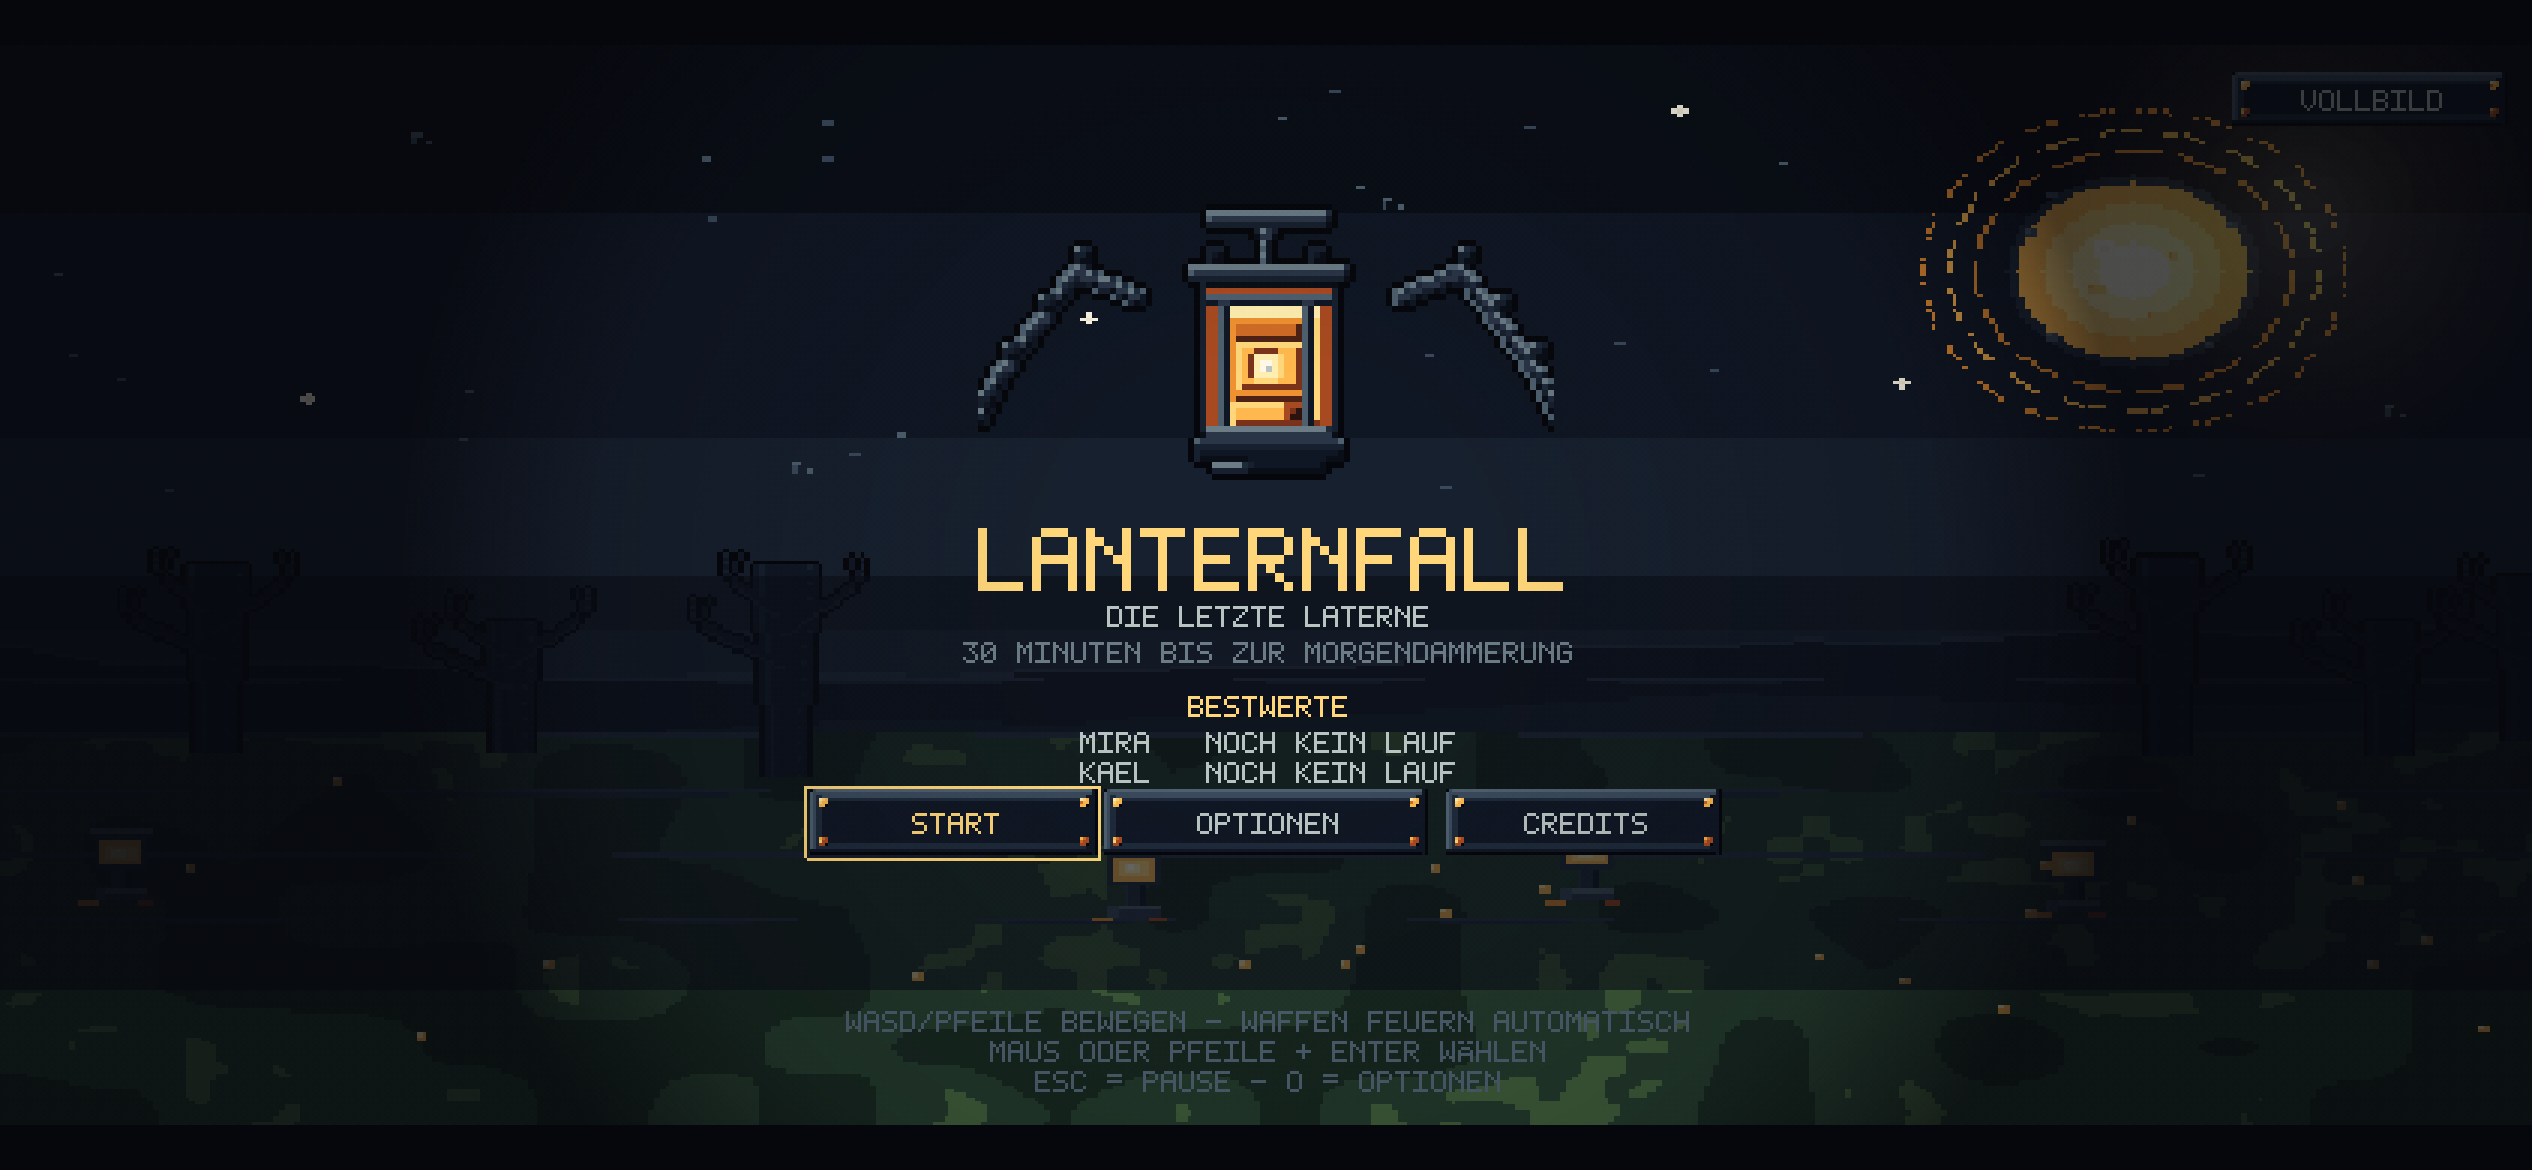 VOLLBILD
LANTERNFALL
DIE LETZTE LATERNE
30 MINUTEN BIS ZUR MORGENDAMMERUNG
BESTWERTE
MIRA NOCH KEIN LAUF
KAEL NOCH KEIN LAUF
START OPTIONEN CREDITS
WASD/PFEILE BEWEGEN - WAFFEN FEUERN AUTOMATISCH
MAUS ODER PFEILE + ENTER WäHLEN
ESC = PAUSE - O = OPTIONEN